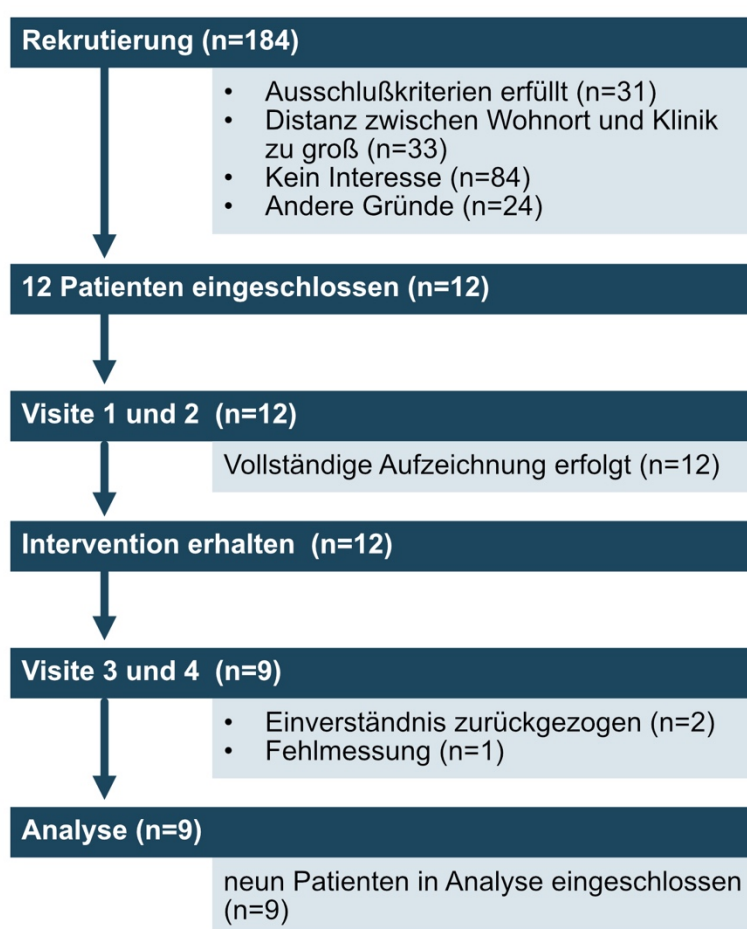 Rekrutierung (n=184)
• Ausschlußkriterien erfüllt (n=31)
• Distanz zwischen Wohnort und Klinik
zu groß (n=33)
• Kein Interesse (n=84)
• Andere Gründe (n=24)
12 Patienten eingeschlossen (n=12)
Visite 1 und 2 (n=12)
Vollständige Aufzeichnung erfolgt (n=12)
Intervention erhalten (n=12)
Visite 3 und 4 (n=9)
• Einverständnis zurückgezogen (n=2)
• Fehlmessung (n=1)
Analyse (n=9)
neun Patienten in Analyse eingeschlossen
(n=9)